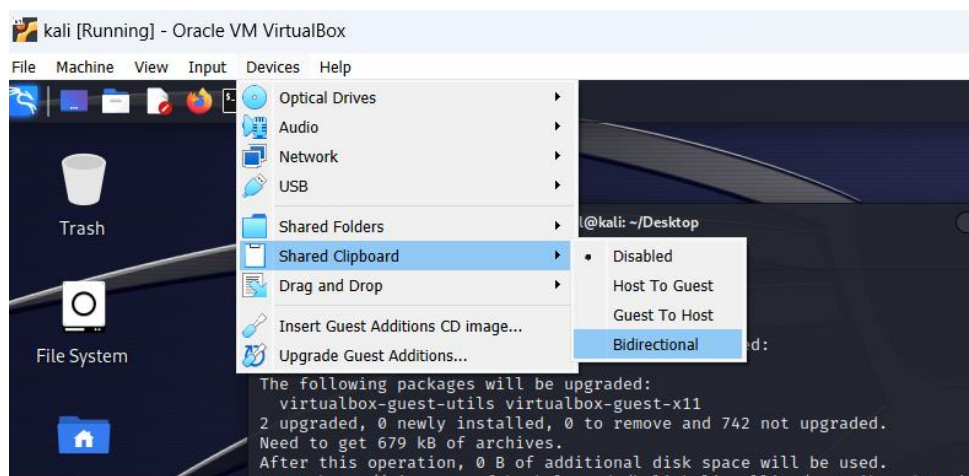 kali [Running] - Oracle VM VirtualBox
File Machine View Input Devices Help
Optical Drives
Audio
Network
USB
Shared Folders
Shared Clipboard
Drag and Drop
Insert Guest Additions CD image...
Upgrade Guest Additions...
Disabled
Host To Guest
Guest To Host
Bidirectional
Trash
File System
l@kali: ~/Desktop
d:
The following packages will be upgraded:
virtualbox-guest-utils virtualbox-guest-x11
2 upgraded, 0 newly installed, 0 to remove and 742 not upgraded.
Need to get 679 kB of archives.
After this operation, 0 B of additional disk space will be used.